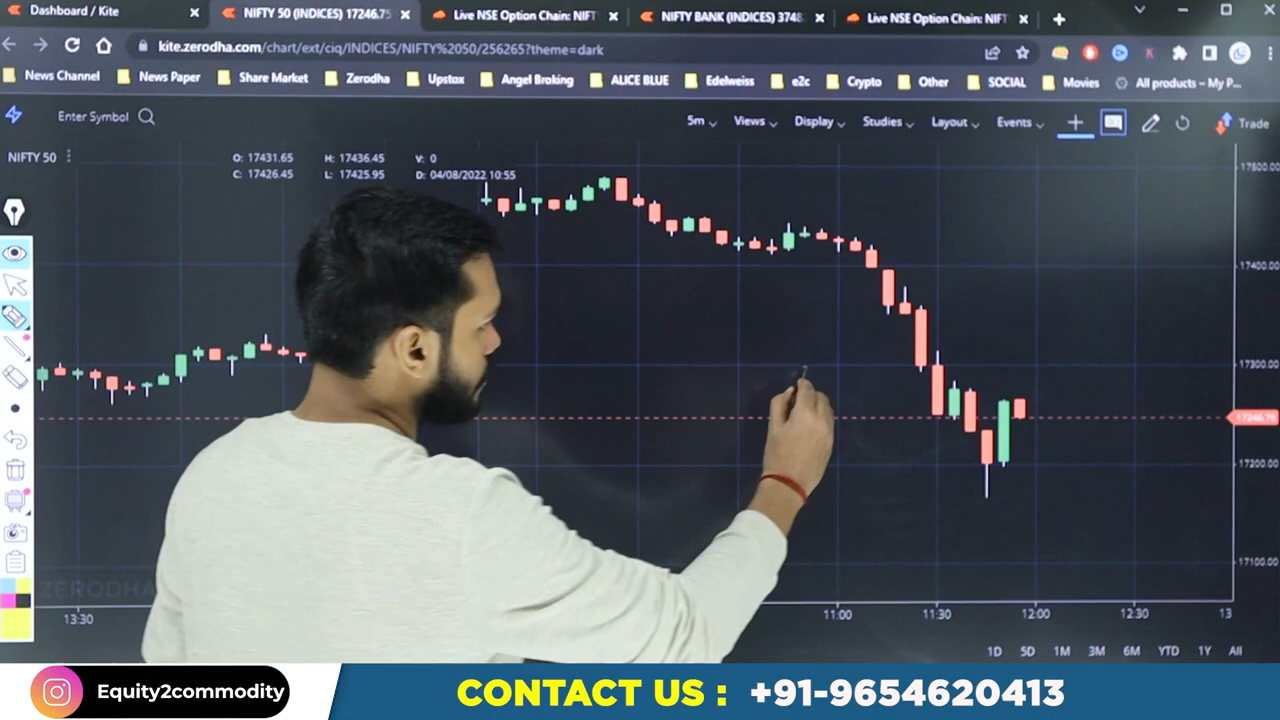 Dashboard / Kite
NIFTY 50 (INDICES) 17246.75
Live NSE Option Chain: NIFT
NIFTY BANK (INDICES) 3748
Live NSE Option Chain: NIFT
kite.zerodha.com/chart/ext/ciq/INDICES/NIFTY%2050/256265?theme=dark
News Channel News Paper Share Market Zerodha Upstox Angel Broking ALICE BLUE Edelweiss e2c Crypto Other SOCIAL Movies All products – My P...
Enter Symbol 5m Views Display Studies Layout Events Trade
NIFTY 50 O: 17431.65 H: 17436.45 V: 0
C: 17426.45 L: 17425.95 D: 04/08/2022 10:55
17500.00
17400.00
17300.00
17246.75
17200.00
17100.00
ZERODHA
13:30 11:00 11:30 12:00 12:30 13
1D 5D 1M 3M 6M YTD 1Y All
Equity2commodity
CONTACT US : +91-9654620413